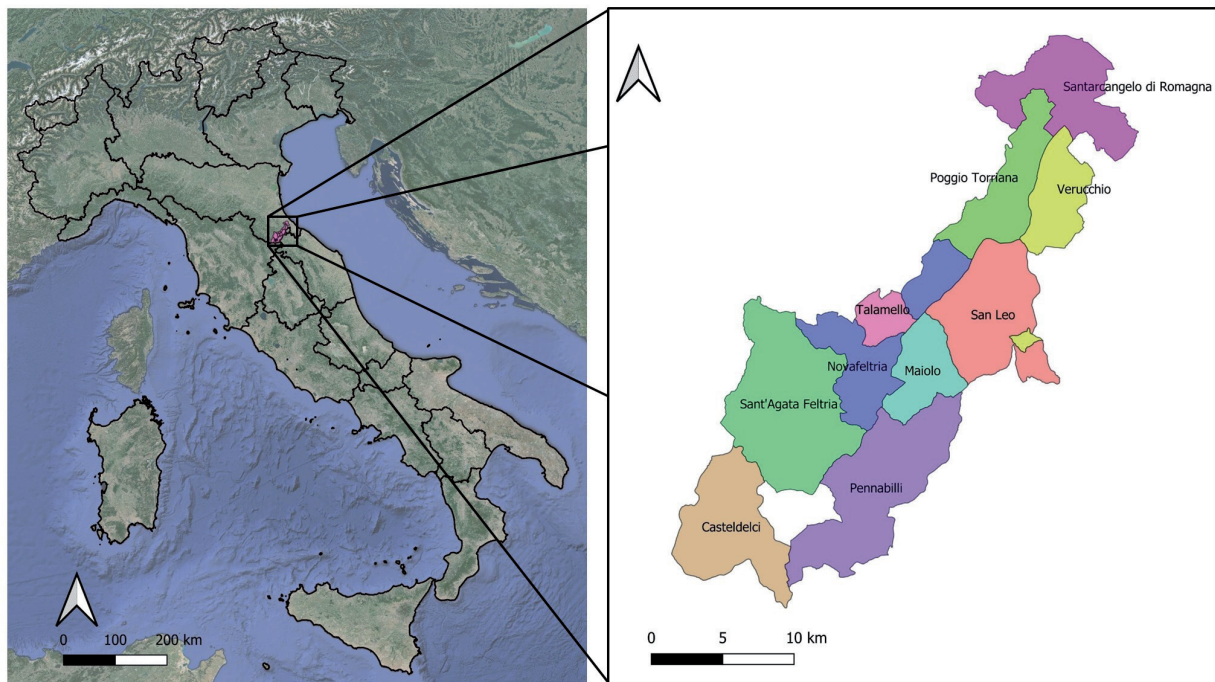 0 100 200 km
Santarcangelo di Romagna
Poggio Torriana
Verucchio
Talamello
San Leo
Novafeltria
Maiolo
Sant'Agata Feltria
Pennabilli
Casteldelci
0 5 10 km